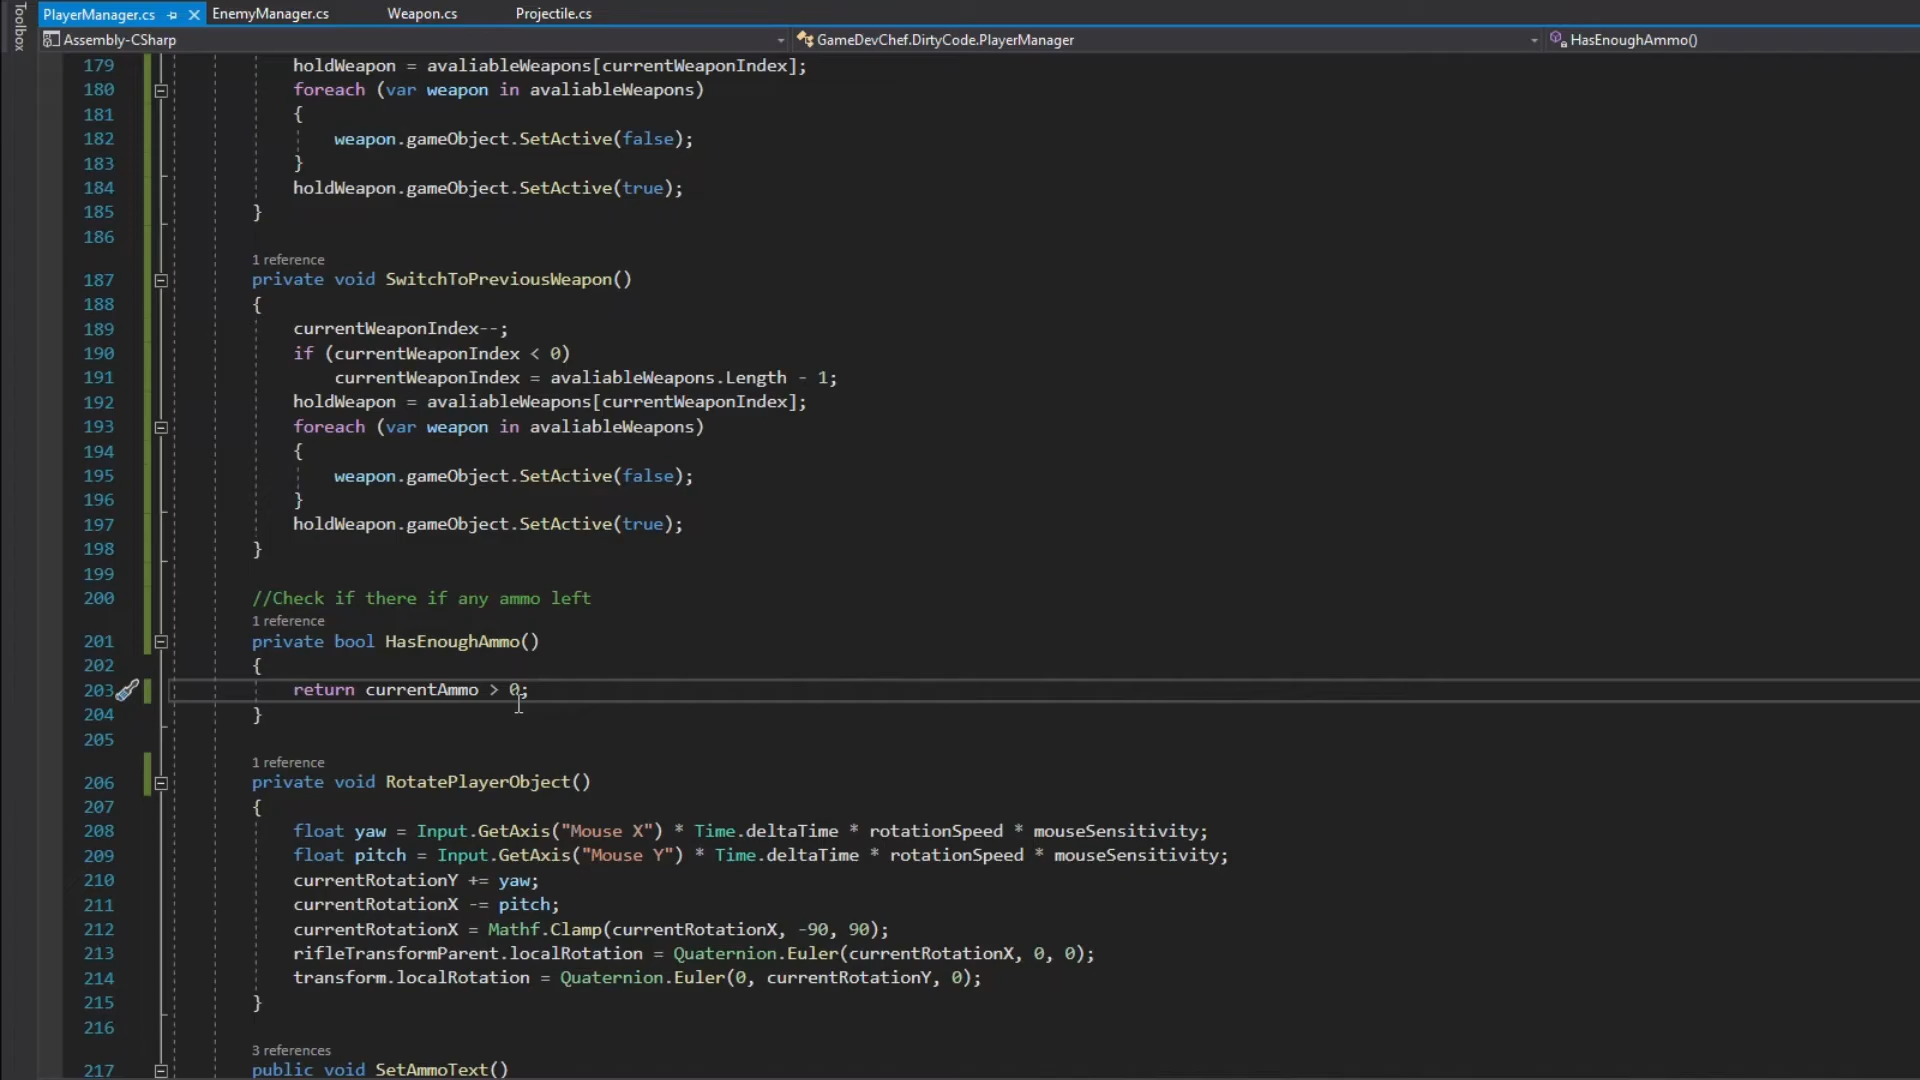 Toolbox
PlayerManager.cs
EnemyManager.cs
Weapon.cs
Projectile.cs
Assembly-CSharp
GameDevChef.DirtyCode.PlayerManager
HasEnoughAmmo()
179 holdWeapon = avaliableWeapons[currentWeaponIndex];
180 foreach (var weapon in avaliableWeapons)
181 {
182 weapon.gameObject.SetActive(false);
183 }
184 holdWeapon.gameObject.SetActive(true);
185 }
186
1 reference
187 private void SwitchToPreviousWeapon()
188 {
189 currentWeaponIndex--;
190 if (currentWeaponIndex < 0)
191 currentWeaponIndex = avaliableWeapons.Length - 1;
192 holdWeapon = avaliableWeapons[currentWeaponIndex];
193 foreach (var weapon in avaliableWeapons)
194 {
195 weapon.gameObject.SetActive(false);
196 }
197 holdWeapon.gameObject.SetActive(true);
198 }
199
200 //Check if there if any ammo left
1 reference
201 private bool HasEnoughAmmo()
202 {
203 return currentAmmo > 0;
204 }
205
1 reference
206 private void RotatePlayerObject()
207 {
208 float yaw = Input.GetAxis("Mouse X") * Time.deltaTime * rotationSpeed * mouseSensitivity;
209 float pitch = Input.GetAxis("Mouse Y") * Time.deltaTime * rotationSpeed * mouseSensitivity;
210 currentRotationY += yaw;
211 currentRotationX -= pitch;
212 currentRotationX = Mathf.Clamp(currentRotationX, -90, 90);
213 rifleTransformParent.localRotation = Quaternion.Euler(currentRotationX, 0, 0);
214 transform.localRotation = Quaternion.Euler(0, currentRotationY, 0);
215 }
216
3 references
217 public void SetAmmoText()